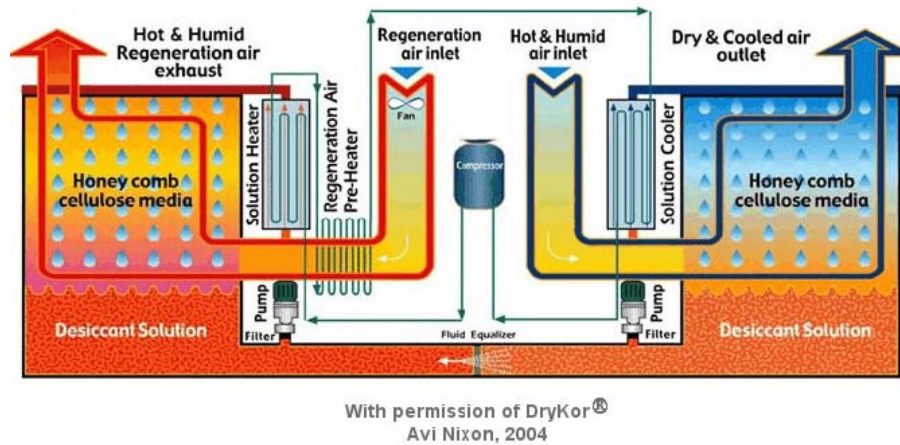 Hot & Humid
Regeneration air
exhaust
Regeneration
air inlet
Hot & Humid
air inlet
Dry & Cooled air
outlet
Fan
Solution Heater
Regeneration Air
Pre-Heater
Compressor
Solution Cooler
Honey comb
cellulose media
Honey comb
cellulose media
Pump
Pump
Desiccant Solution
Filter
Fluid Equalizer
Filter
Desiccant Solution
With permission of DryKor®
Avi Nixon, 2004